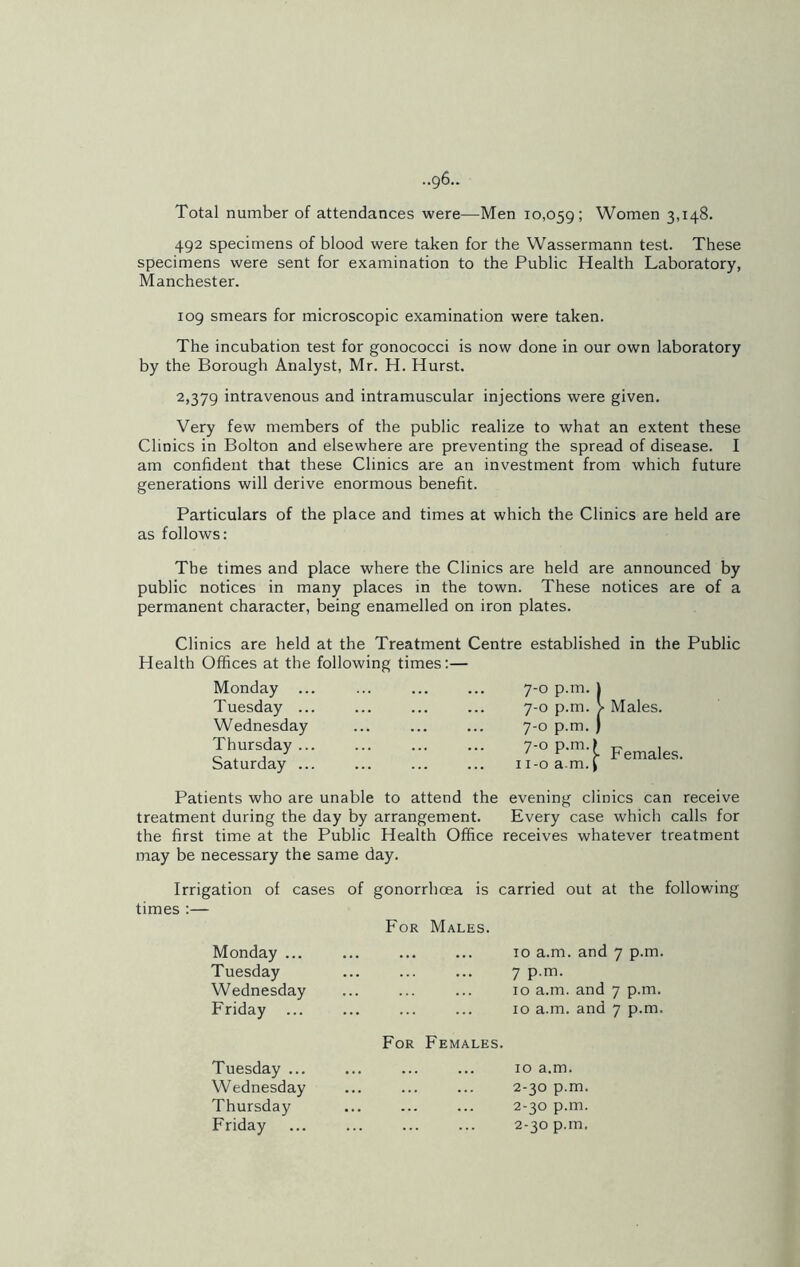 ..96..
Total number of attendances were—Men 10,059; Women 3,148.
492 specimens of blood were taken for the Wassermann test. These
specimens were sent for examination to the Public Health Laboratory,
Manchester.
109 smears for microscopic examination were taken.
The incubation test for gonococci is now done in our own laboratory
by the Borough Analyst, Mr. H. Hurst.
2,379 intravenous and intramuscular injections were given.
Very few members of the public realize to what an extent these
Clinics in Bolton and elsewhere are preventing the spread of disease. I
am confident that these Clinics are an investment from which future
generations will derive enormous benefit.
Particulars of the place and times at which the Clinics are held are
as follows:
The times and place where the Clinics are held are announced by
public notices in many places in the town. These notices are of a
permanent character, being enamelled on iron plates.
Clinics are held at the Treatment Centre established in the Public
Health Offices at the following times:—
Monday ... ... ... ... 7-0 p.m.
Tuesday ... ... ... ... 7-0 p.m. } Males.
Wednesday ... ... ... 7-0 p.m.
Thursday ... ... ... ... 7-0 p.m. } Females.
Saturday ... ... ... ... 11-0 a.m.
Patients who are unable to attend the evening clinics can receive
treatment during the day by arrangement. Every case which calls for
the first time at the Public Health Office receives whatever treatment
may be necessary the same day.
Irrigation of cases of gonorrhœa is carried out at the following
times :—
For Males.
Monday ... ... ... ... 10 a.m. and 7 p.m.
Tuesday ... ... ... 7 p.m.
Wednesday ... ... ... 10 a.m. and 7 p.m.
Friday ... ... ... ... 10 a.m. and 7 p.m.
For Females.
Tuesday ... ... ... ... 10 a.m.
Wednesday ... ... ... 2-30 p.m.
Thursday ... ... ... 2-30 p.m.
Friday ... ... ... ... 2-30 p.m.